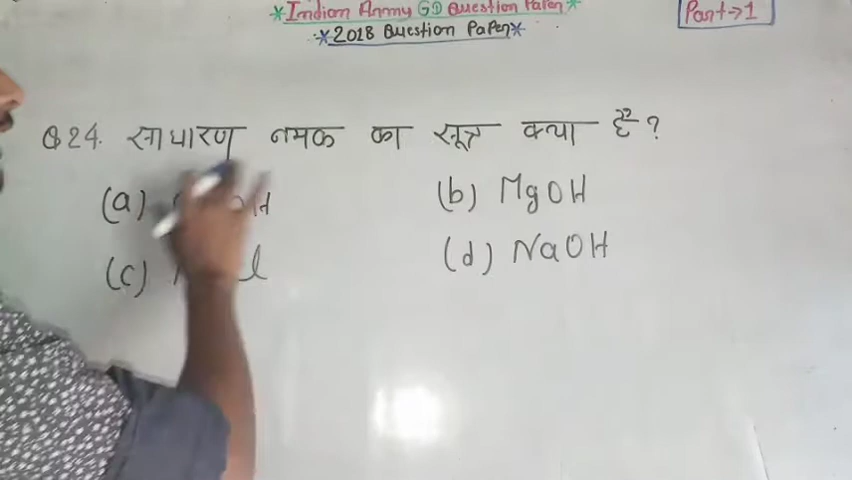 *Indian Army GD Question Paper*
*2018 Question Paper*
Part→1
Q24. साधारण नमक का सूत्र क्या है?
(a) (b) MgOH
(c) (d) NaOH